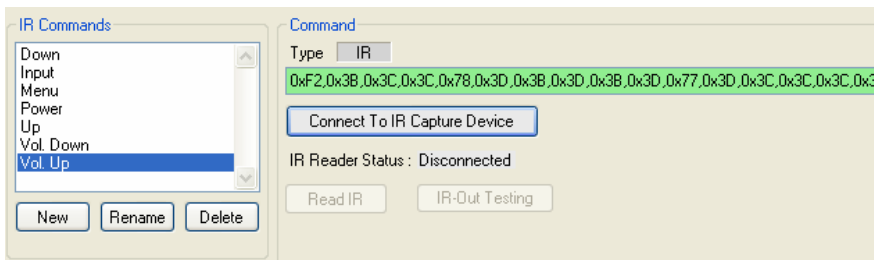 IR Commands
Down
Input
Menu
Power
Up
Vol. Down
Vol. Up
New Rename Delete
Command
Type IR
0xF2,0x3B,0x3C,0x3C,0x78,0x3D,0x3B,0x3D,0x3B,0x3D,0x77,0x3D,0x3C,0x3C,0x3C,0x3
Connect To IR Capture Device
IR Reader Status : Disconnected
Read IR IR-Out Testing